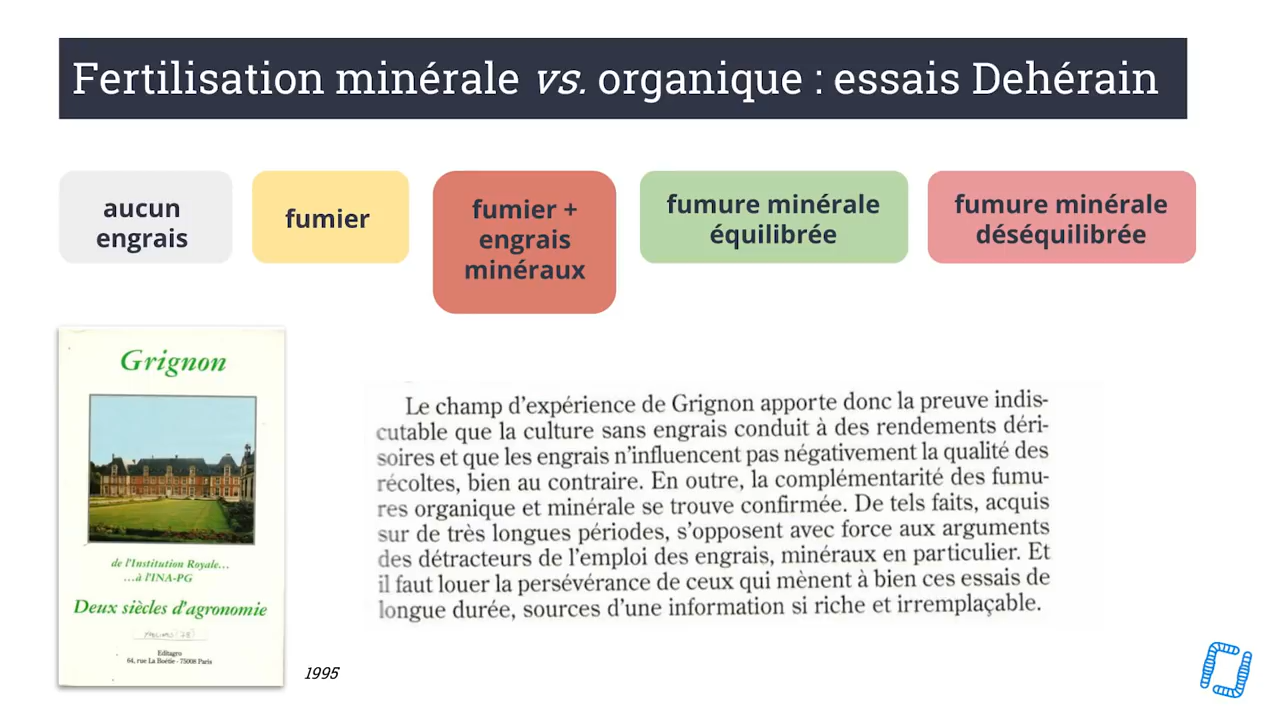 Fertilisation minérale vs. organique : essais Dehérain
aucun
engrais
fumier
fumier +
engrais
minéraux
fumure minérale
équilibrée
fumure minérale
déséquilibrée
Grignon
de l'Institution Royale...
...à l'INA-PG
Deux siècles d'agronomie
Editagro
64, rue La Boétie - 75008 Paris
1995
Le champ d'expérience de Grignon apporte donc la preuve indis-
cutable que la culture sans engrais conduit à des rendements déri-
soires et que les engrais n'influencent pas négativement la qualité des
récoltes, bien au contraire. En outre, la complémentarité des fumu-
res organique et minérale se trouve confirmée. De tels faits, acquis
sur de très longues périodes, s'opposent avec force aux arguments
des détracteurs de l'emploi des engrais, minéraux en particulier. Et
il faut louer la persévérance de ceux qui mènent à bien ces essais de
longue durée, sources d'une information si riche et irremplaçable.